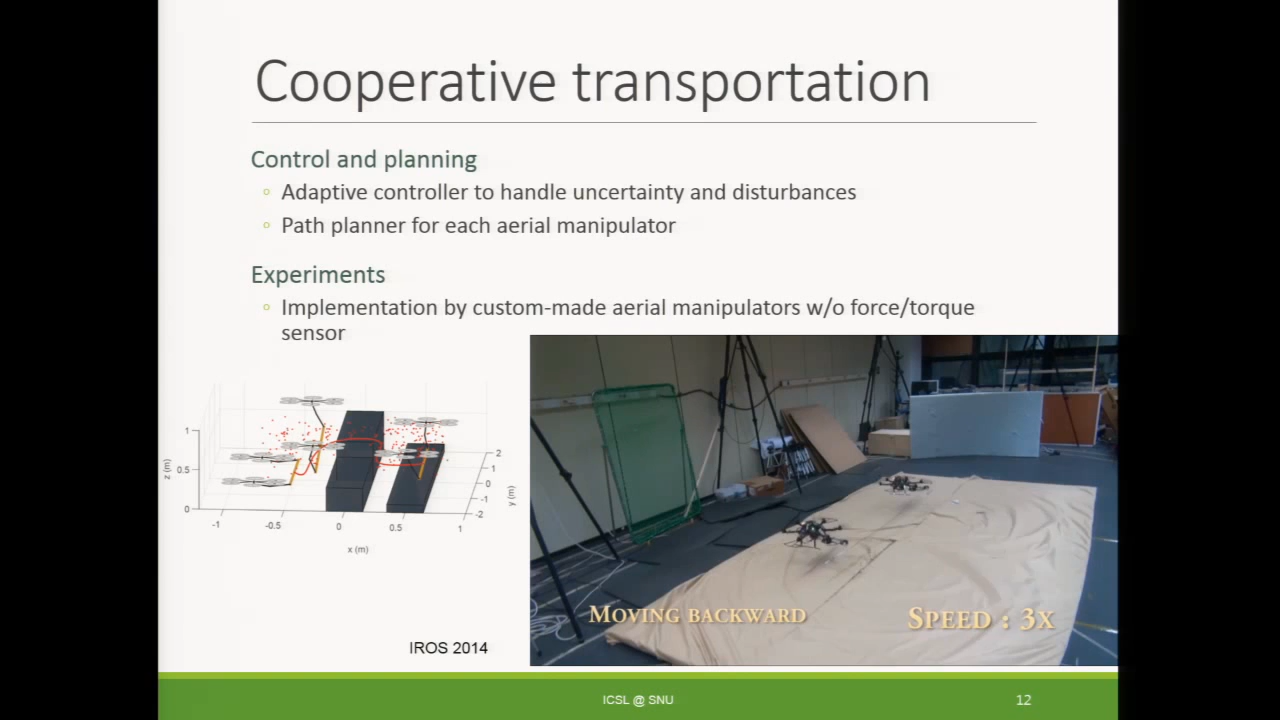 Cooperative transportation
Control and planning
Adaptive controller to handle uncertainty and disturbances
Path planner for each aerial manipulator
Experiments
Implementation by custom-made aerial manipulators w/o force/torque
sensor
1
0.5
0
z (m)
-1
-0.5
0
0.5
1
x (m)
2
1
0
-1
-2
y (m)
MOVING BACKWARD
SPEED : 3X
IROS 2014
ICSL @ SNU
12